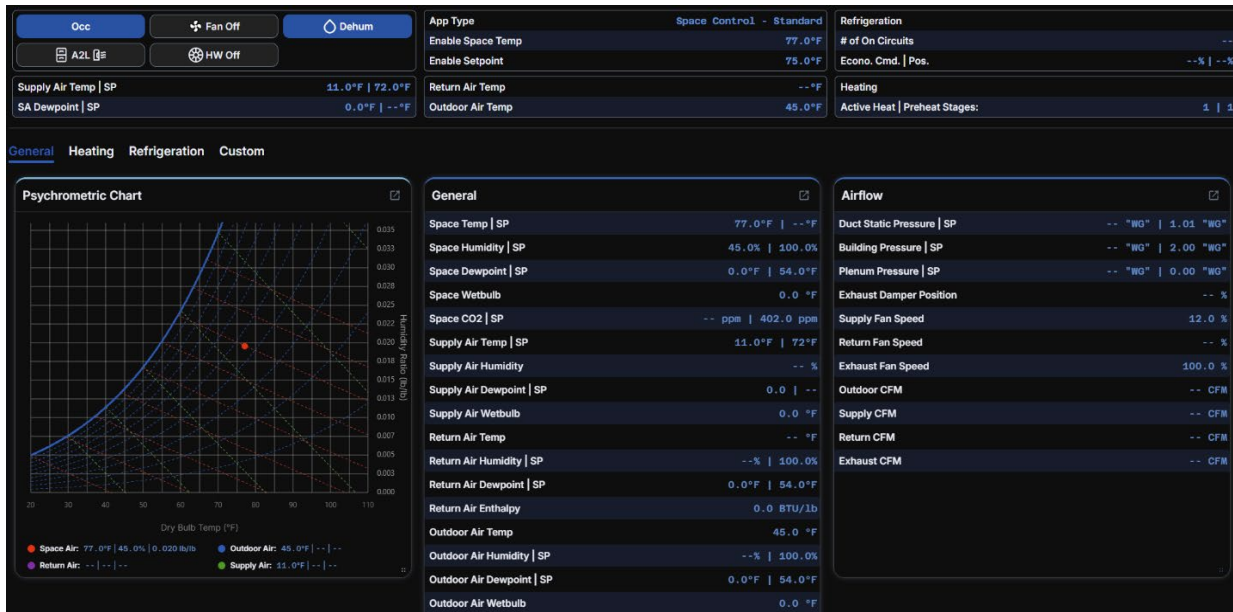 Occ
Fan Off
Dehum
A2L
HW Off
Supply Air Temp | SP 11.0°F | 72.0°F
SA Dewpoint | SP 0.0°F | --°F
App Type Space Control - Standard
Enable Space Temp 77.0°F
Enable Setpoint 75.0°F
Return Air Temp --°F
Outdoor Air Temp 45.0°F
Refrigeration
# of On Circuits --
Econo. Cmd. | Pos. --% | --%
Heating
Active Heat | Preheat Stages: 1 | 1
General Heating Refrigeration Custom
Psychrometric Chart
0.035
0.033
0.030
0.028
0.025
0.022
0.020
0.018
0.015
0.013
0.010
0.007
0.005
0.003
0.000
Humidity Ratio (lb/lb)
20 30 40 50 60 70 80 90 100 110
Dry Bulb Temp (°F)
Space Air: 77.0°F | 45.0% | 0.020 lb/lb
Outdoor Air: 45.0°F | -- | --
Return Air: -- | -- | --
Supply Air: 11.0°F | -- | --
General
Space Temp | SP 77.0°F | --°F
Space Humidity | SP 45.0% | 100.0%
Space Dewpoint | SP 0.0°F | 54.0°F
Space Wetbulb 0.0 °F
Space CO2 | SP -- ppm | 402.0 ppm
Supply Air Temp | SP 11.0°F | 72°F
Supply Air Humidity -- %
Supply Air Dewpoint | SP 0.0 | --
Supply Air Wetbulb 0.0 °F
Return Air Temp -- °F
Return Air Humidity | SP --% | 100.0%
Return Air Dewpoint | SP 0.0°F | 54.0°F
Return Air Enthalpy 0.0 BTU/lb
Outdoor Air Temp 45.0 °F
Outdoor Air Humidity | SP --% | 100.0%
Outdoor Air Dewpoint | SP 0.0°F | 54.0°F
Outdoor Air Wetbulb 0.0 °F
Airflow
Duct Static Pressure | SP -- "WG" | 1.01 "WG"
Building Pressure | SP -- "WG" | 2.00 "WG"
Plenum Pressure | SP -- "WG" | 0.00 "WG"
Exhaust Damper Position -- %
Supply Fan Speed 12.0 %
Return Fan Speed -- %
Exhaust Fan Speed 100.0 %
Outdoor CFM -- CFM
Supply CFM -- CFM
Return CFM -- CFM
Exhaust CFM -- CFM